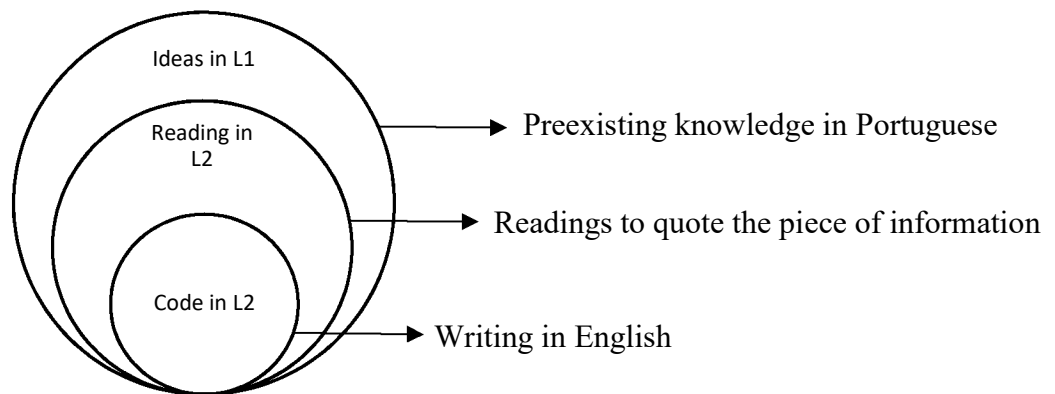 Ideas in L1
Preexisting knowledge in Portuguese
Reading in
L2
Readings to quote the piece of information
Code in L2
Writing in English